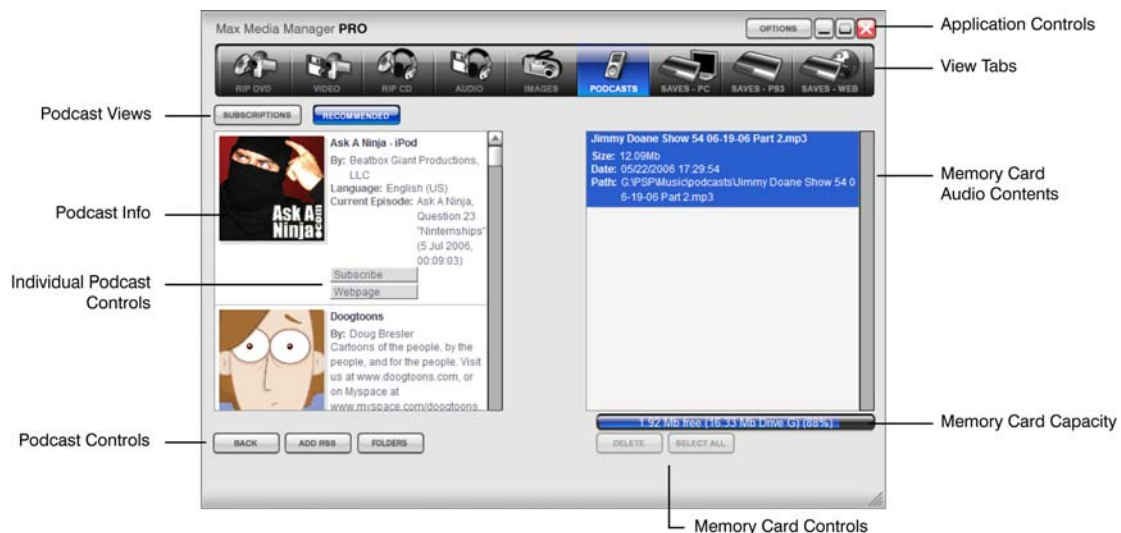 Max Media Manager PRO
OPTIONS
Application Controls
RIP DVD
VIDEO
RIP CD
AUDIO
IMAGES
PODCASTS
SAVES - PC
SAVES - PS3
SAVES - WEB
View Tabs
Podcast Views
SUBSCRIPTIONS
RECOMMENDED
Podcast Info
Ask A
Ninja.com
Ask A Ninja - iPod
By: Beatbox Giant Productions,
LLC
Language: English (US)
Current Episode: Ask A Ninja,
Question 23
"Ninternships"
(5 Jul 2006,
00:09:03)
Individual Podcast
Controls
Subscribe
Webpage
Doogtoons
By: Doug Bresler
Cartoons of the people, by the
people, and for the people. Visit
us at www.doogtoons.com, or
on Myspace at
www.myspace.com/doogtoons.
Jimmy Doane Show 54 06-19-06 Part 2.mp3
Size: 12.09Mb
Date: 05/22/2006 17:29:54
Path: G:\PSP\Music\podcasts\Jimmy Doane Show 54 0
6-19-06 Part 2.mp3
Memory Card
Audio Contents
1.92 Mb free (16.33 Mb Drive G) (88%)
Memory Card Capacity
Podcast Controls
BACK
ADD RSS
FOLDERS
DELETE
SELECT ALL
Memory Card Controls